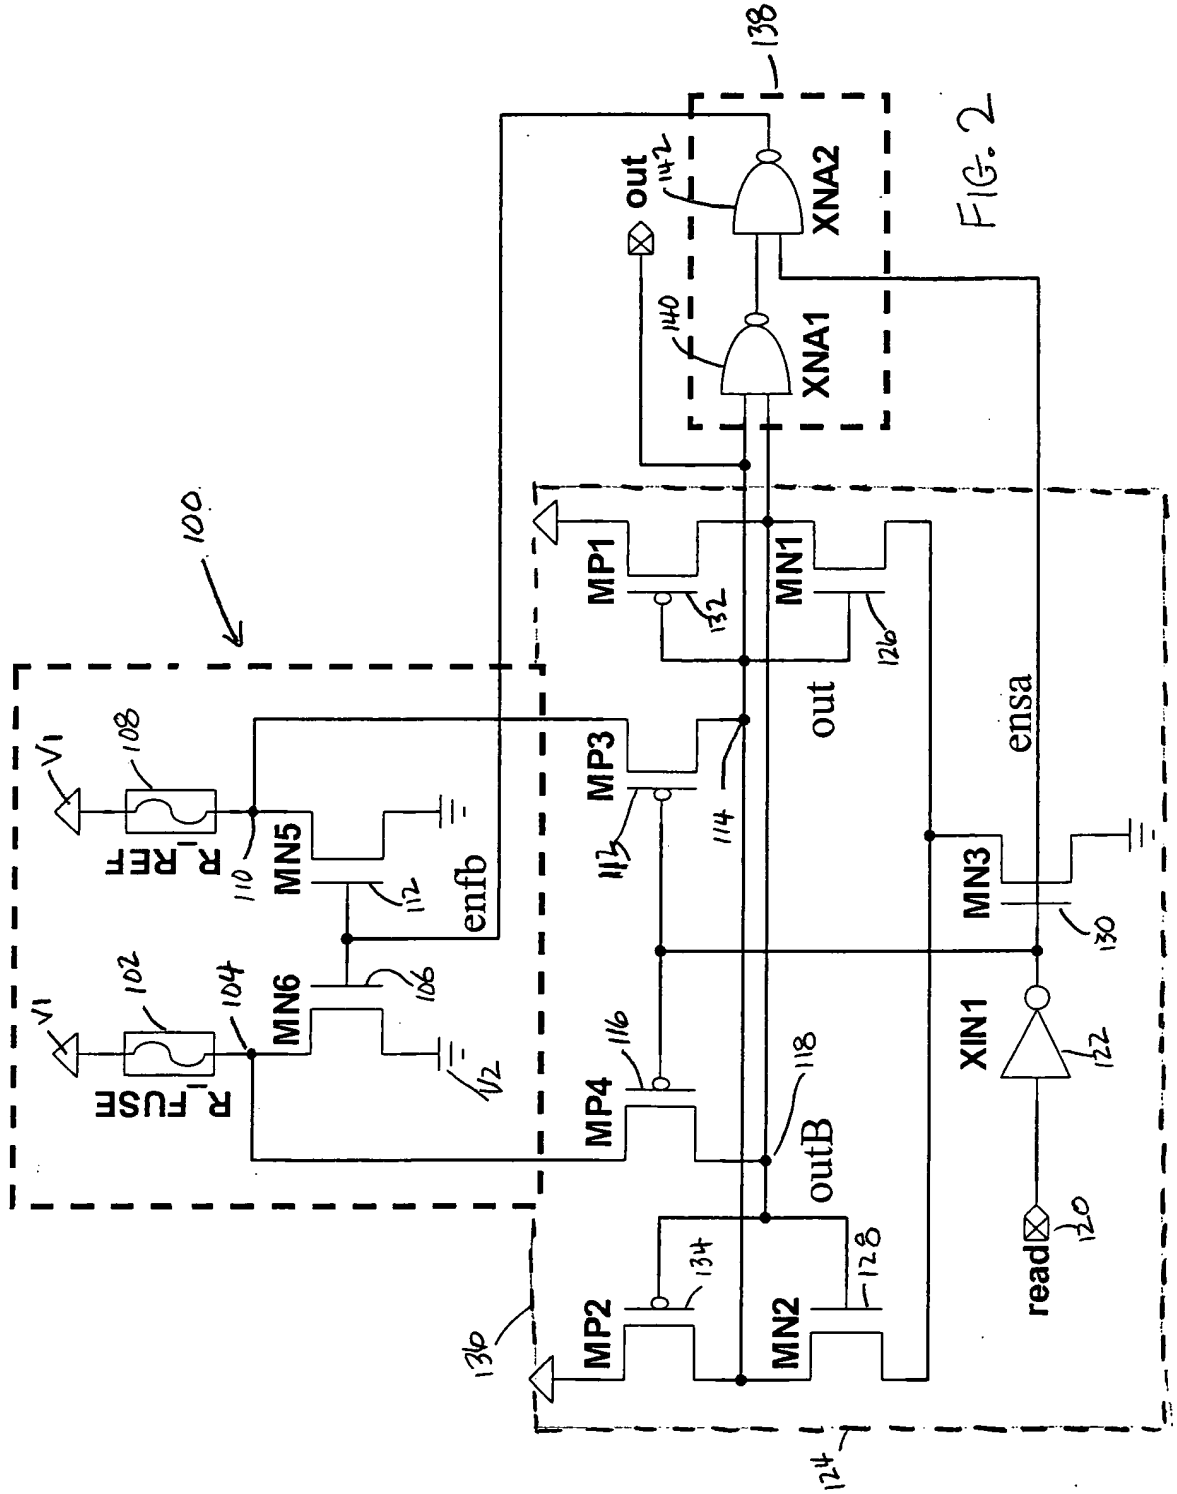 138
out
142
XNA2
FIG. 2
140
XNA1
100
V1
108
R_REF
110
MN5
112
enfb
MP1
132
MN1
126
out
MP3
113
114
ensa
MN3
130
V1
102
R_FUSE
104
MN6
106
V2
MP4
116
118
outB
XIN1
122
read
120
136
MP2
134
MN2
128
124